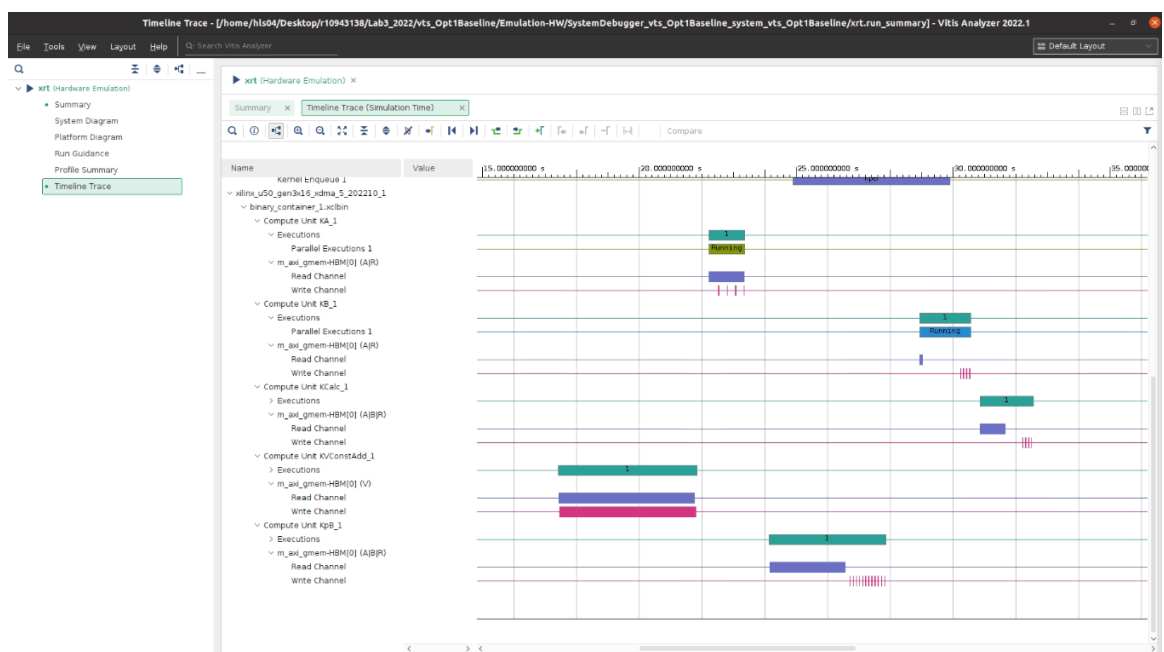 Timeline Trace - [/home/hls04/Desktop/r10943138/Lab3_2022/vts_Opt1Baseline/Emulation-HW/SystemDebugger_vts_Opt1Baseline_system_vts_Opt1Baseline/xrt.run_summary] - Vitis Analyzer 2022.1
File Tools View Layout Help Q- Search Vitis Analyzer Default Layout
xrt (Hardware Emulation)
Summary
System Diagram
Platform Diagram
Run Guidance
Profile Summary
Timeline Trace
xrt (Hardware Emulation) ×
Summary × Timeline Trace (Simulation Time) ×
Compare
Name Value 15.000000000 s 20.000000000 s 25.000000000 s 30.000000000 s 35.000000
Kernel Enqueue 1
xilinx_u50_gen3x16_xdma_5_202210_1
binary_container_1.xclbin
Compute Unit KA_1
Executions 1
Parallel Executions 1 Running
m_axi_gmem-HBM[0] (A|R)
Read Channel
Write Channel
Compute Unit KB_1
Executions 1
Parallel Executions 1 Running
m_axi_gmem-HBM[0] (A|R)
Read Channel
Write Channel
Compute Unit KCalc_1
Executions 1
m_axi_gmem-HBM[0] (A|B|R)
Read Channel
Write Channel
Compute Unit KVConstAdd_1
Executions 1
m_axi_gmem-HBM[0] (V)
Read Channel
Write Channel
Compute Unit KpB_1
Executions 1
m_axi_gmem-HBM[0] (A|B|R)
Read Channel
Write Channel